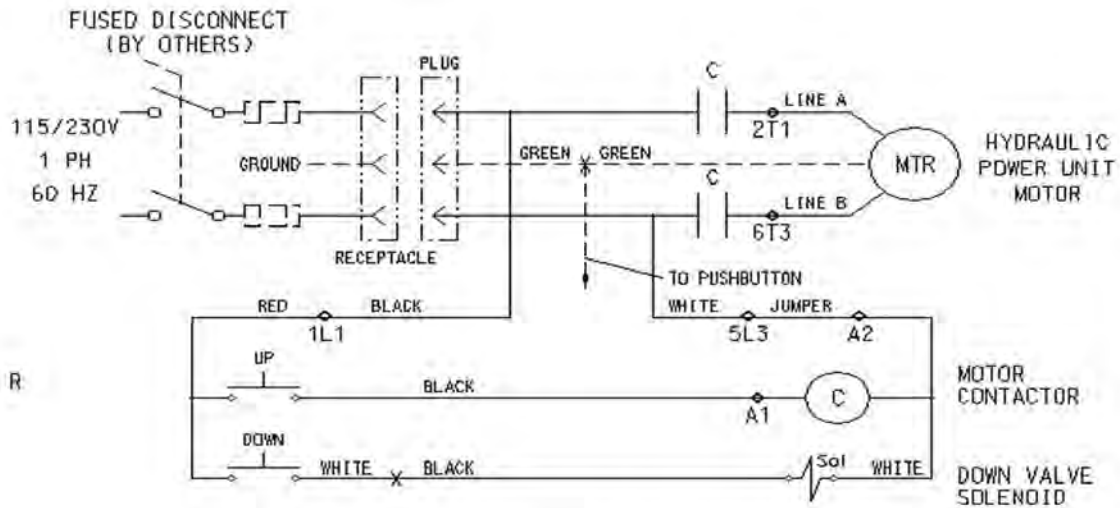 FUSED DISCONNECT
(BY OTHERS)
PLUG
C
LINE A
2T1
115/230V
1 PH
60 HZ
GROUND
GREEN
GREEN
MTR
HYDRAULIC
POWER UNIT
MOTOR
C
LINE B
6T3
RECEPTACLE
TO PUSHBUTTON
RED
BLACK
1L1
WHITE
JUMPER
5L3
A2
R
UP
BLACK
A1
C
MOTOR
CONTACTOR
DOWN
WHITE
BLACK
Sol
WHITE
DOWN VALVE
SOLENOID